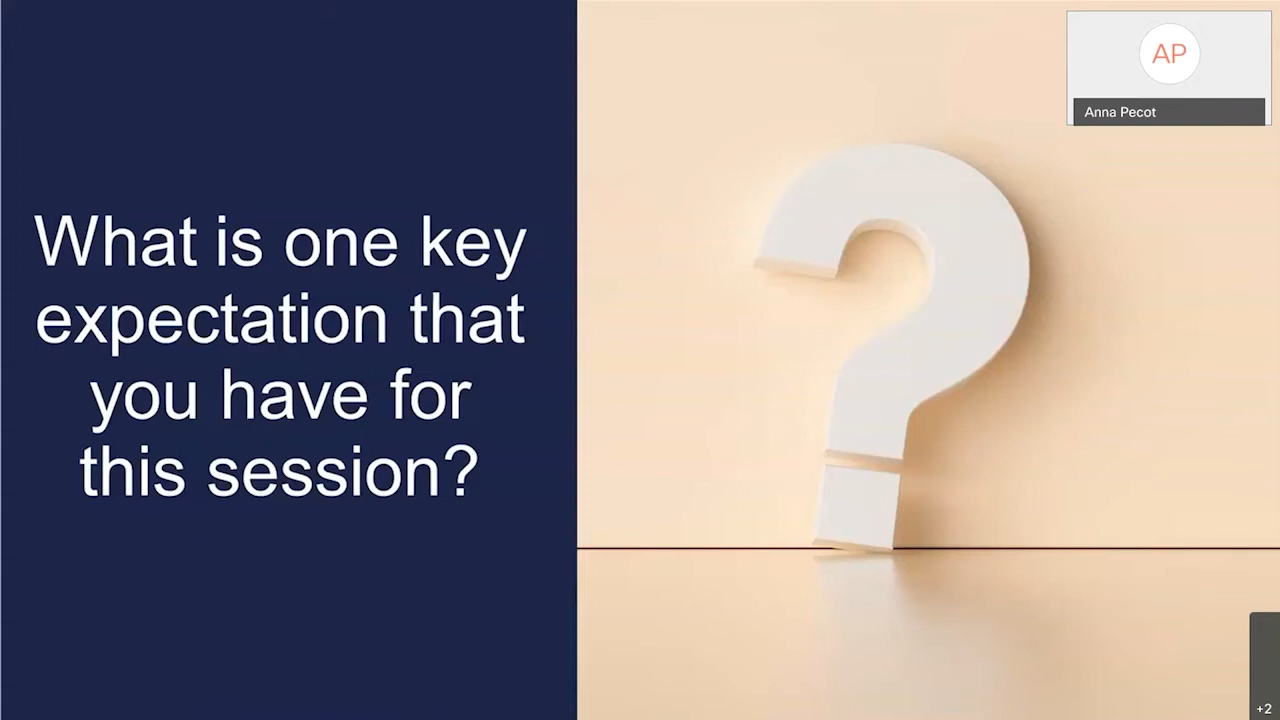 What is one key
expectation that
you have for
this session?
AP
Anna Pecot
+2